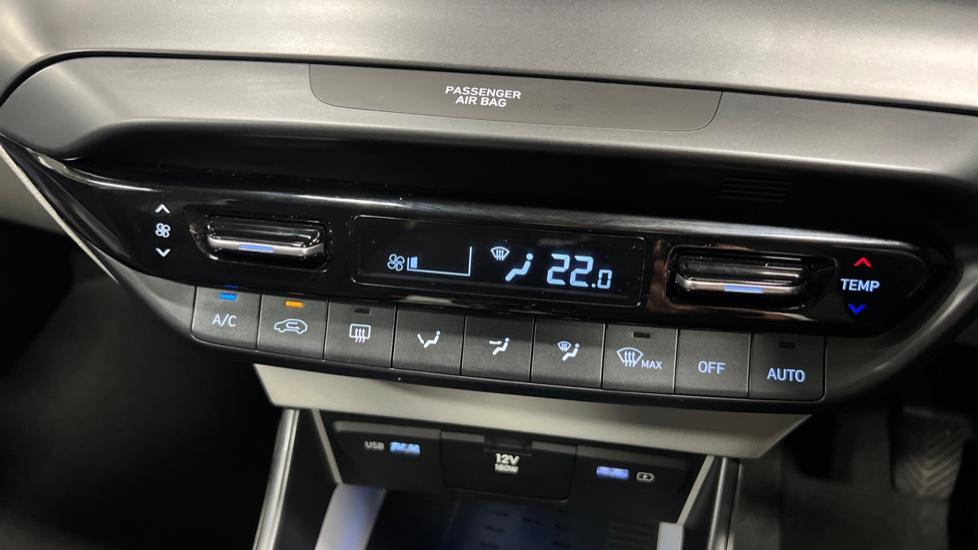 PASSENGER
AIR BAG
22.0
TEMP
A/C
MAX
OFF
AUTO
USB
12V
180W